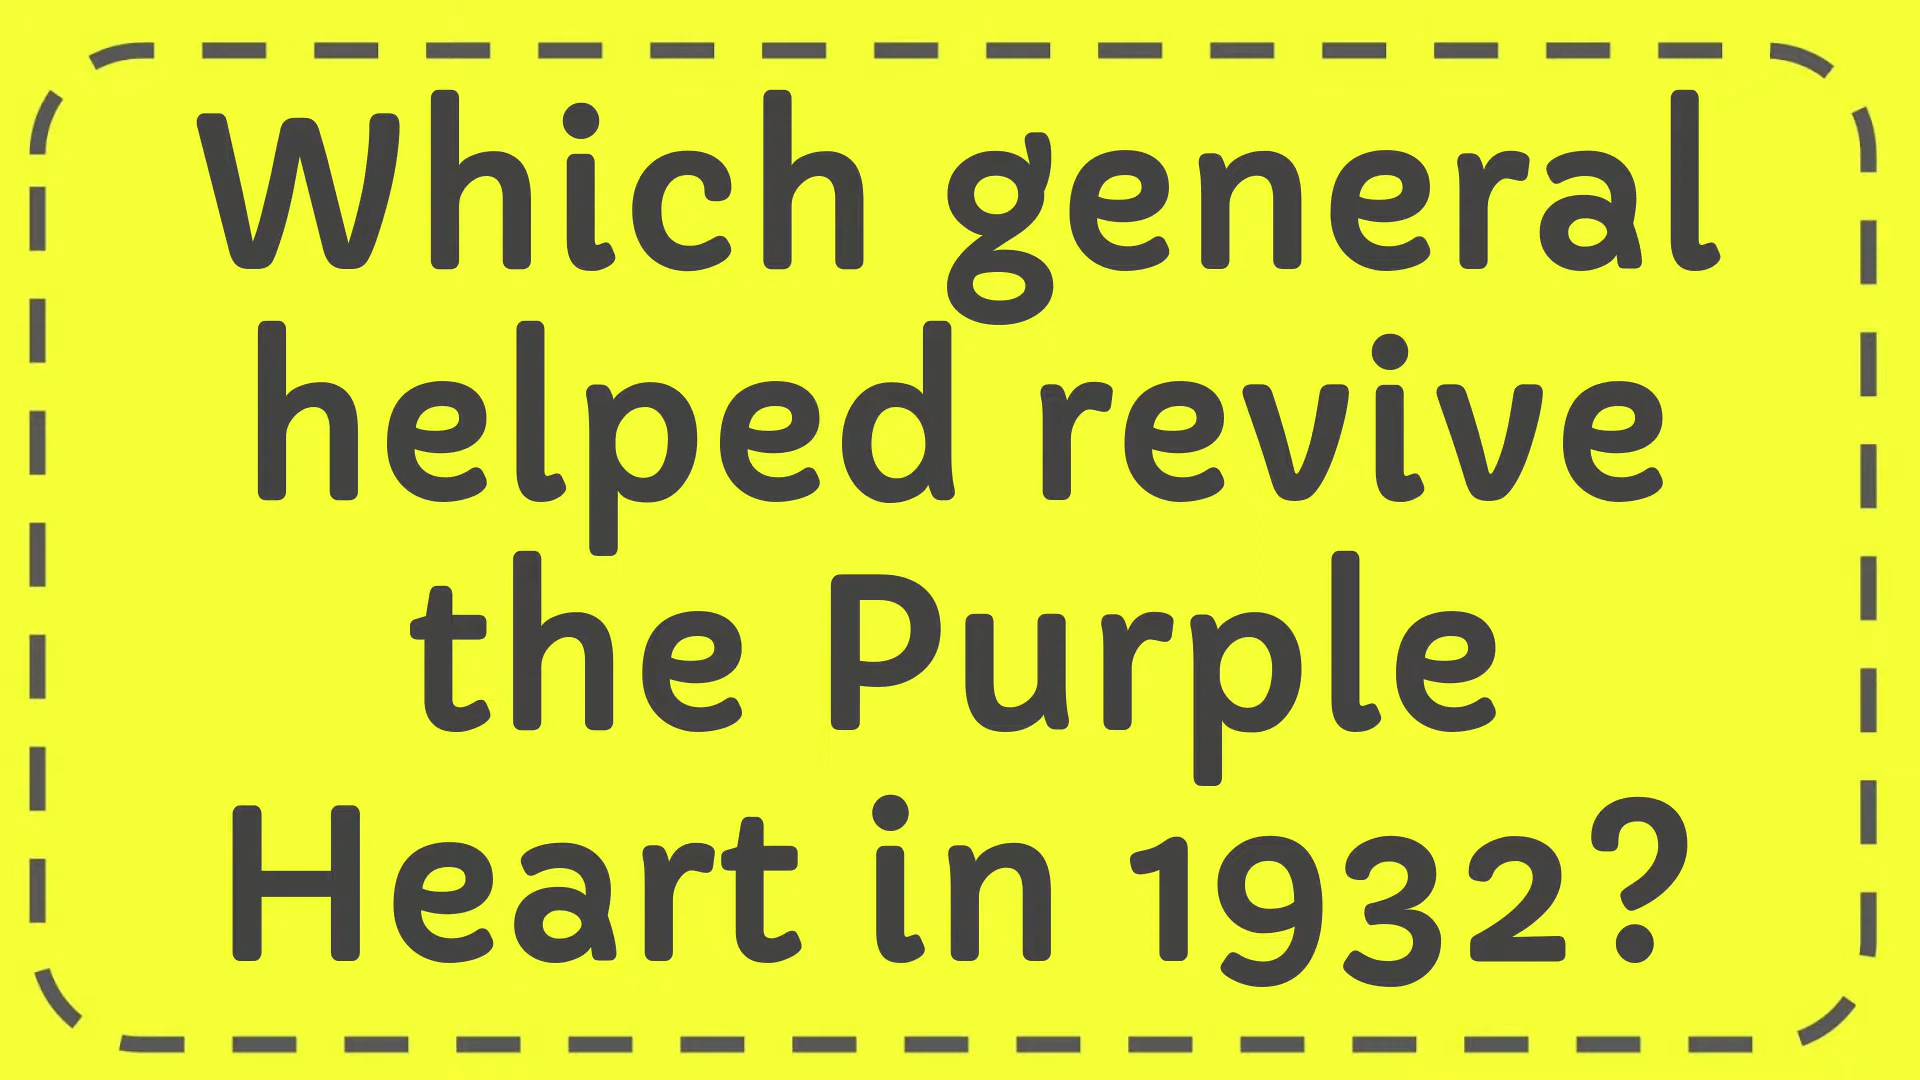 Which general
helped revive
the Purple
Heart in 1932?